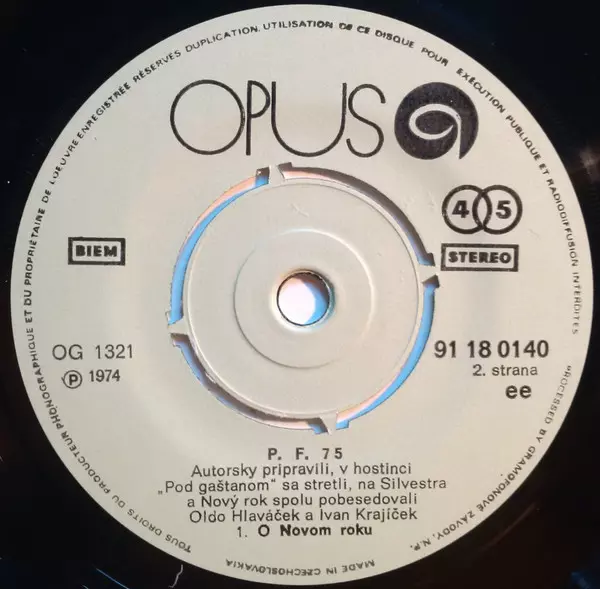 TOUS DROITS DU PRODUCTEUR PHONOGRAPHIQUE ET DU PROPRIÉTAIRE DE L'OEUVRE ENREGISTRÉE RÉSERVÉS DUPLICATION, UTILISATION DE CE DISQUE POUR EXÉCUTION PUBLIQUE ET RADIODIFFUSION INTERDITES
OPUS
45
BIEM
STEREO
OG 1321
91 18 0140
Ⓟ 1974
2. strana
ee
P. F. 75
Autorsky pripravili, v hostinci
„Pod gaštanom“ sa stretli, na Silvestra
a Nový rok spolu pobesedovali
Oldo Hlaváček a Ivan Krajíček
1. O Novom roku
PROCESSED BY GRAMOFONOVÉ ZÁVODY, N.P.
MADE IN CZECHOSLOVAKIA